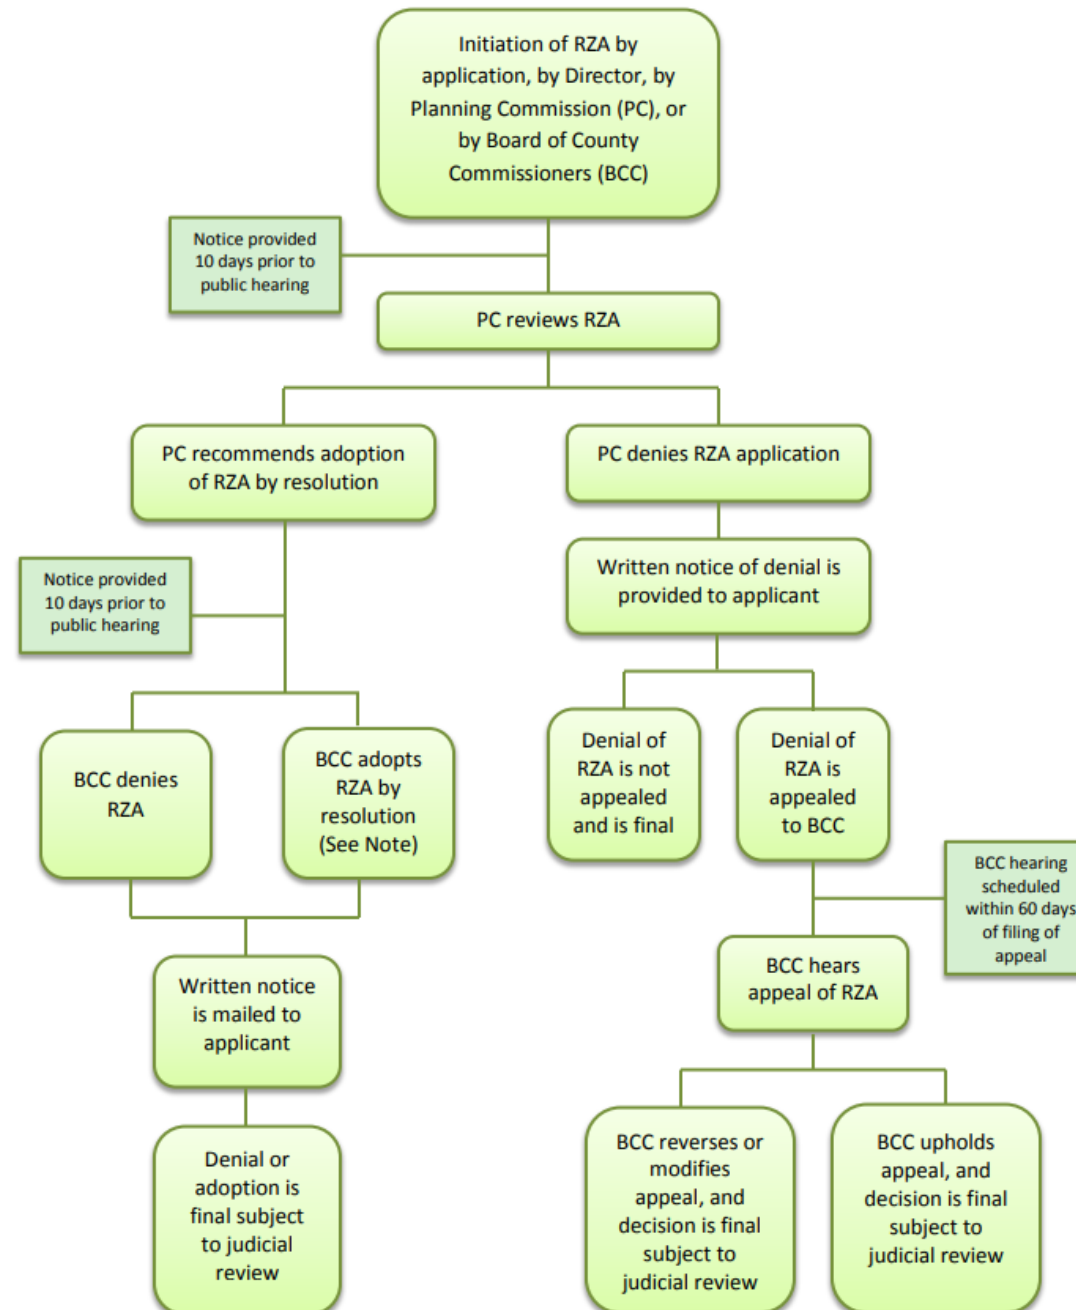 Initiation of RZA by
application, by Director, by
Planning Commission (PC), or
by Board of County
Commissioners (BCC)
Notice provided
10 days prior to
public hearing
PC reviews RZA
PC recommends adoption
of RZA by resolution
PC denies RZA application
Notice provided
10 days prior to
public hearing
Written notice of denial is
provided to applicant
BCC denies
RZA
BCC adopts
RZA by
resolution
(See Note)
Denial of
RZA is not
appealed
and is final
Denial of
RZA is
appealed
to BCC
BCC hearing
scheduled
within 60 days
of filing of
appeal
Written notice
is mailed to
applicant
BCC hears
appeal of RZA
Denial or
adoption is
final subject
to judicial
review
BCC reverses or
modifies
appeal, and
decision is final
subject to
judicial review
BCC upholds
appeal, and
decision is final
subject to
judicial review